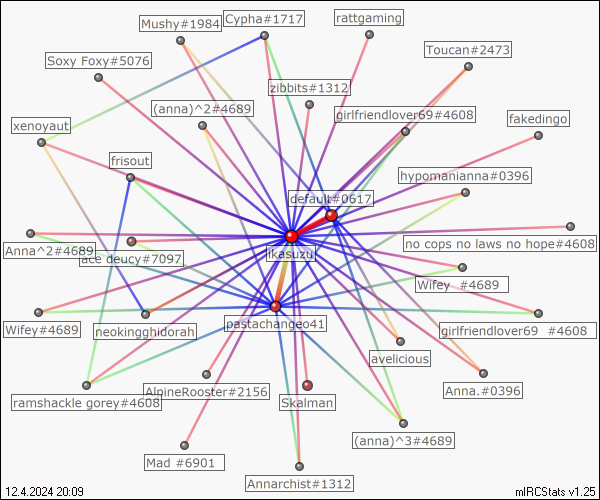 Mushy#1984
Cypha#1717
rattgaming
Toucan#2473
Soxy Foxy#5076
zibbits#1312
(anna)^2#4689
girlfriendlover69#4608
fakedingo
xenoyaut
frisout
hypomanianna#0396
default#0617
Anna^2#4689
ace deucy#7097
ikasuzu
no cops no laws no hope#4608
Wifey #4689
Wifey#4689
neokingghidorah
pastachangeo41
girlfriendlover69 #4608
avelicious
ramshackle gorey#4608
AlpineRooster#2156
Skalman
Anna.#0396
(anna)^3#4689
Mad #6901
Annarchist#1312
12.4.2024 20:09
mIRCStats v1.25